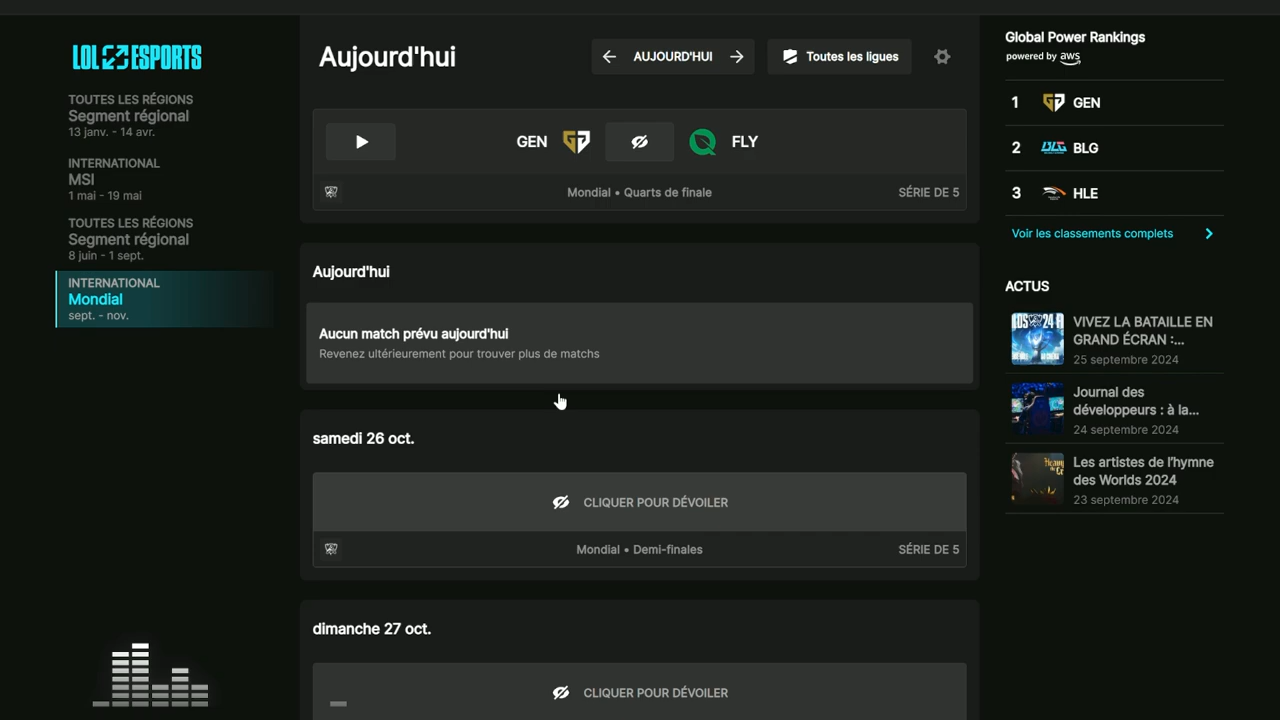 LOL ESPORTS
TOUTES LES RÉGIONS
Segment régional
13 janv. - 14 avr.
INTERNATIONAL
MSI
1 mai - 19 mai
TOUTES LES RÉGIONS
Segment régional
8 juin - 1 sept.
INTERNATIONAL
Mondial
sept. - nov.
Aujourd'hui
AUJOURD'HUI
Toutes les ligues
GEN
FLY
Mondial • Quarts de finale
SÉRIE DE 5
Aujourd'hui
Aucun match prévu aujourd'hui
Revenez ultérieurement pour trouver plus de matchs
samedi 26 oct.
CLIQUER POUR DÉVOILER
Mondial • Demi-finales
SÉRIE DE 5
dimanche 27 oct.
CLIQUER POUR DÉVOILER
Global Power Rankings
powered by aws
1 GEN
2 BLG BLG
3 HLE
Voir les classements complets
ACTUS
VIVEZ LA BATAILLE EN
GRAND ÉCRAN :...
25 septembre 2024
Journal des
développeurs : à la...
24 septembre 2024
Les artistes de l'hymne
des Worlds 2024
23 septembre 2024